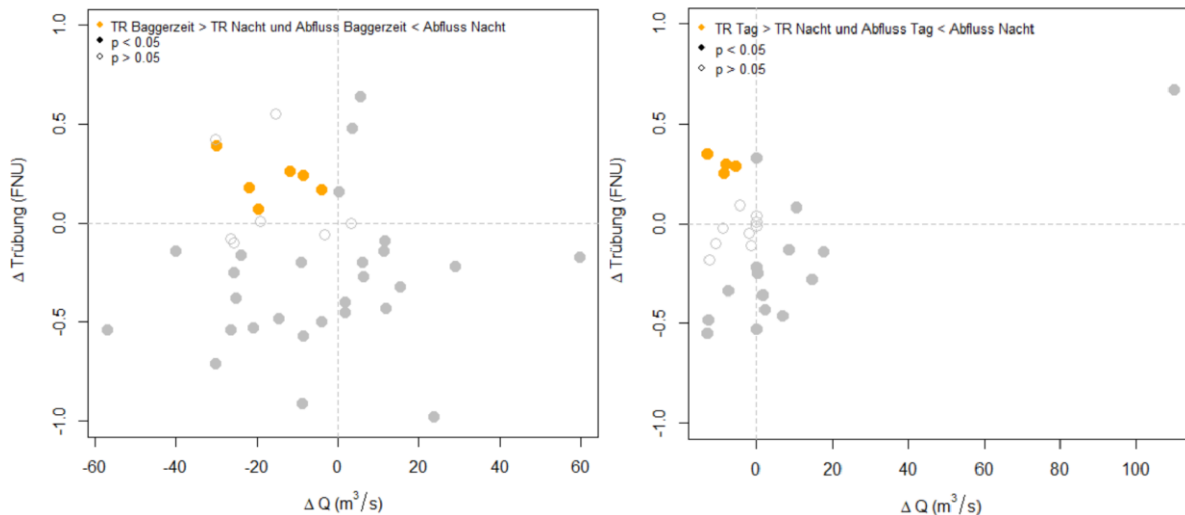 TR Baggerzeit > TR Nacht und Abfluss Baggerzeit < Abfluss Nacht
p < 0.05
p > 0.05
1.0
0.5
0.0
-0.5
-1.0
Δ Trübung (FNU)
-60
-40
-20
0
20
40
60
Δ Q (m³/s)
TR Tag > TR Nacht und Abfluss Tag < Abfluss Nacht
p < 0.05
p > 0.05
1.0
0.5
0.0
-0.5
-1.0
Δ Trübung (FNU)
0
20
40
60
80
100
Δ Q (m³/s)